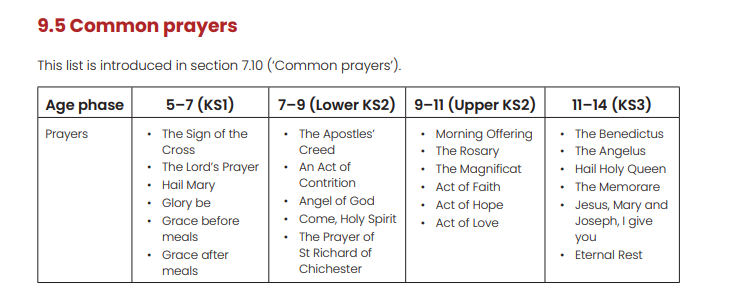 9.5 Common prayers
This list is introduced in section 7.10 (‘Common prayers’).
Age phase
5–7 (KS1)
7–9 (Lower KS2)
9–11 (Upper KS2)
11–14 (KS3)
Prayers
• The Sign of the
Cross
• The Lord’s Prayer
• Hail Mary
• Glory be
• Grace before
meals
• Grace after
meals
• The Apostles’
Creed
• An Act of
Contrition
• Angel of God
• Come, Holy Spirit
• The Prayer of
St Richard of
Chichester
• Morning Offering
• The Rosary
• The Magnificat
• Act of Faith
• Act of Hope
• Act of Love
• The Benedictus
• The Angelus
• Hail Holy Queen
• The Memorare
• Jesus, Mary and
Joseph, I give
you
• Eternal Rest